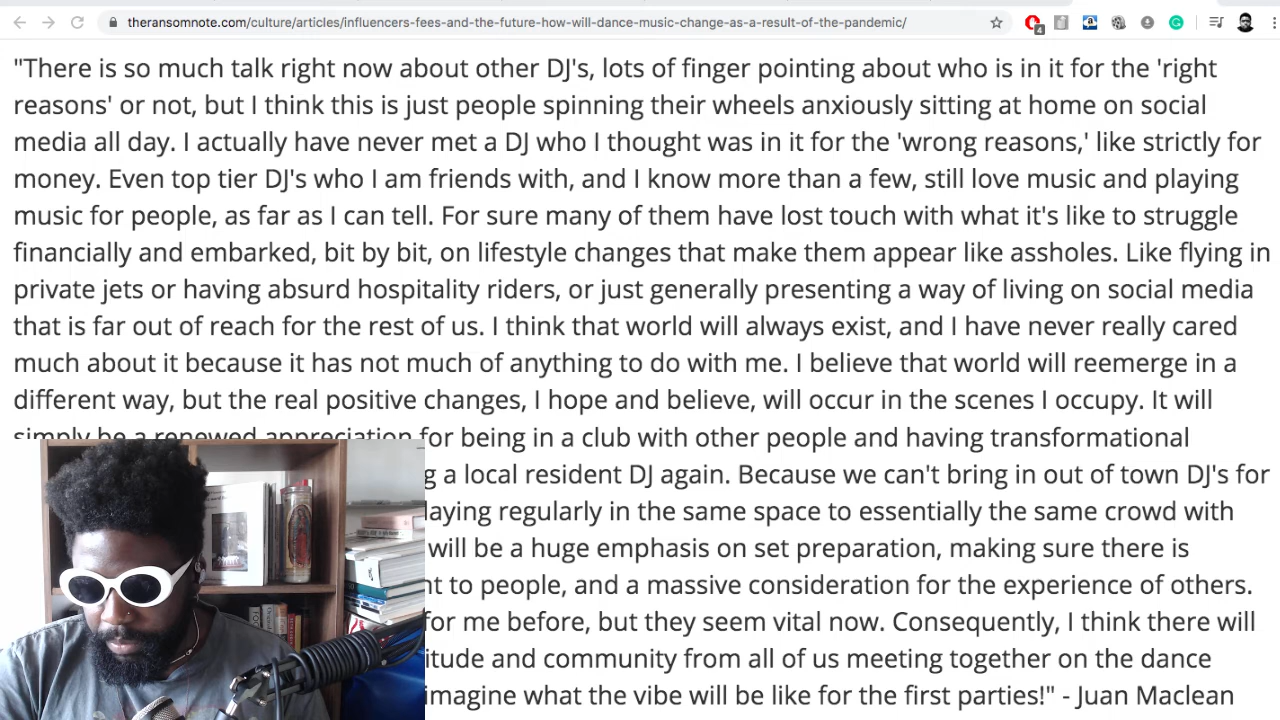 theransomnote.com/culture/articles/influencers-fees-and-the-future-how-will-dance-music-change-as-a-result-of-the-pandemic/
4
"There is so much talk right now about other DJ's, lots of finger pointing about who is in it for the 'right
reasons' or not, but I think this is just people spinning their wheels anxiously sitting at home on social
media all day. I actually have never met a DJ who I thought was in it for the 'wrong reasons,' like strictly for
money. Even top tier DJ's who I am friends with, and I know more than a few, still love music and playing
music for people, as far as I can tell. For sure many of them have lost touch with what it's like to struggle
financially and embarked, bit by bit, on lifestyle changes that make them appear like assholes. Like flying in
private jets or having absurd hospitality riders, or just generally presenting a way of living on social media
that is far out of reach for the rest of us. I think that world will always exist, and I have never really cared
much about it because it has not much of anything to do with me. I believe that world will reemerge in a
different way, but the real positive changes, I hope and believe, will occur in the scenes I occupy. It will
simply be a renewed appreciation for being in a club with other people and having transformational
g a local resident DJ again. Because we can't bring in out of town DJ's for
laying regularly in the same space to essentially the same crowd with
will be a huge emphasis on set preparation, making sure there is
nt to people, and a massive consideration for the experience of others.
for me before, but they seem vital now. Consequently, I think there will
itude and community from all of us meeting together on the dance
imagine what the vibe will be like for the first parties!" - Juan Maclean